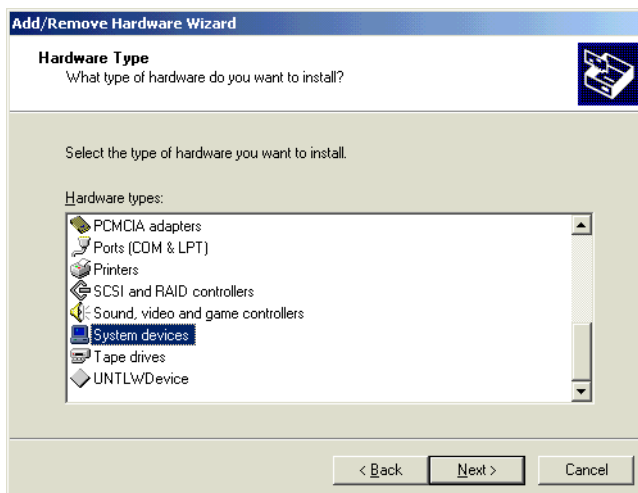 Add/Remove Hardware Wizard
Hardware Type
What type of hardware do you want to install?
Select the type of hardware you want to install.
Hardware types:
PCMCIA adapters
Ports (COM & LPT)
Printers
SCSI and RAID controllers
Sound, video and game controllers
System devices
Tape drives
UNTLWDevice
< Back Next > Cancel